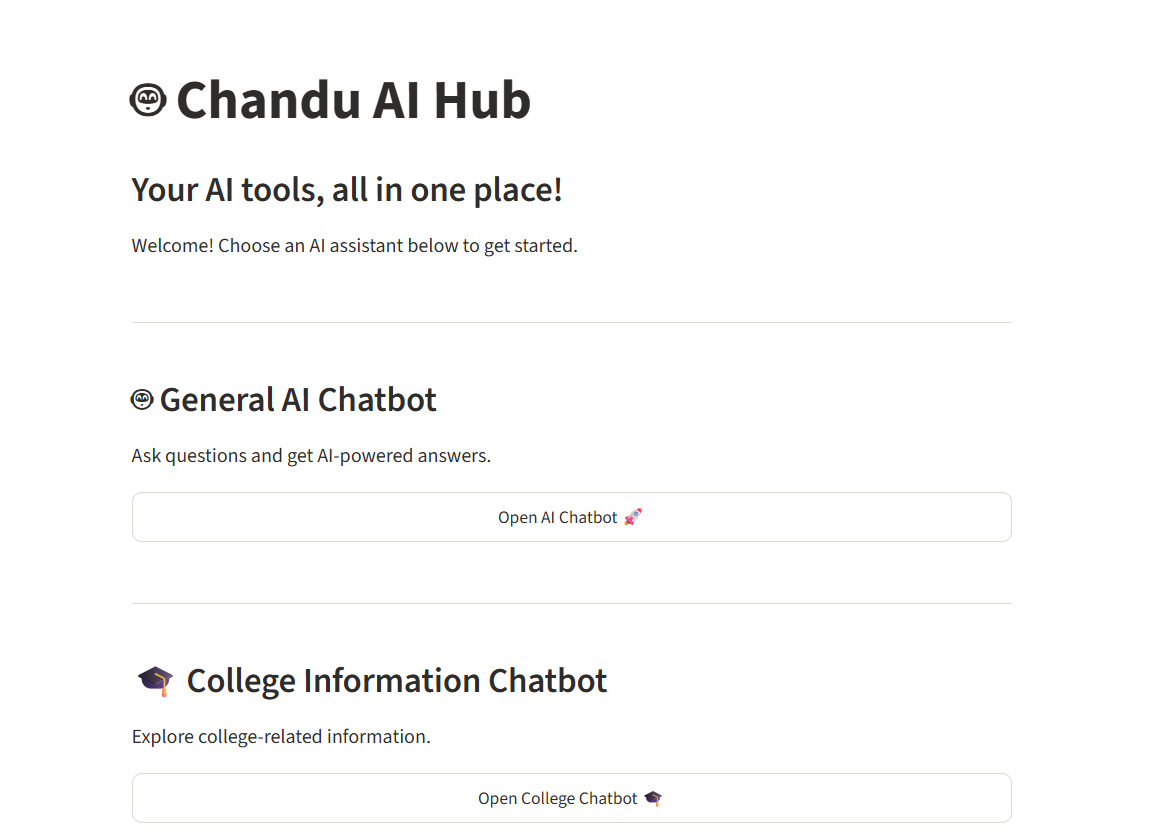 Chandu AI Hub
Your AI tools, all in one place!
Welcome! Choose an AI assistant below to get started.
General AI Chatbot
Ask questions and get AI-powered answers.
Open AI Chatbot 🚀
🎓 College Information Chatbot
Explore college-related information.
Open College Chatbot 🎓